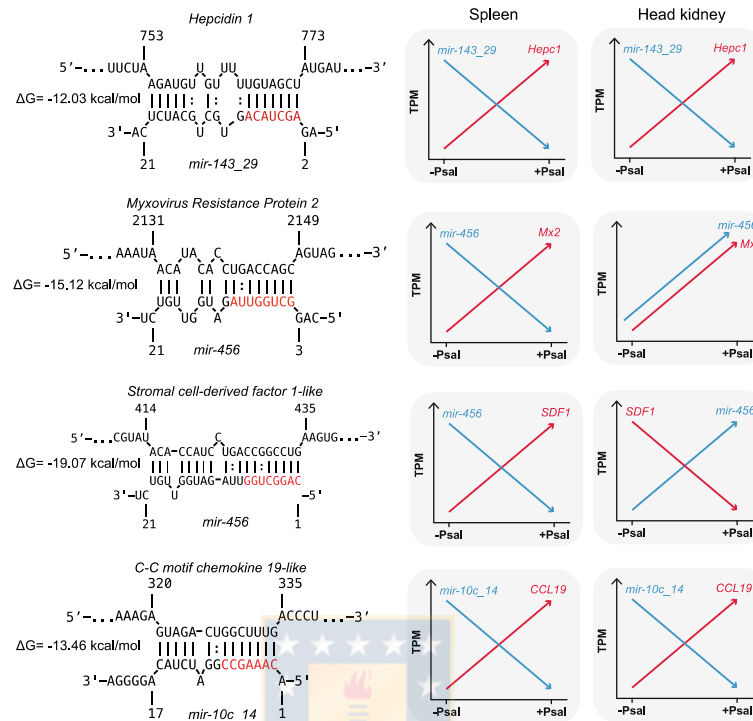 Hepcidin 1
753 773
5’–...UUCUA U UU AUGAU...–3’
AGAUGU GU U UGUAGCU
ΔG= -12.03 kcal/mol
UCUACG CG GACAUCGA
3'–AC U U GA-5'
21 2
mir-143_29
Spleen
TPM
mir-143_29 Hepc1
-Psal +Psal
Head kidney
TPM
mir-143_29 Hepc1
-Psal +Psal
Myxovirus Resistance Protein 2
2131 2149
5’–...AAAUA UA C AGUAG...–3’
ACA CA CUGACCAGC
ΔG= -15.12 kcal/mol
UGU GU GAUUGGUCG
3'–UC UG A GAC–5'
21 3
mir-456
TPM
mir-456 Mx2
-Psal +Psal
TPM
mir-456
Mx
-Psal +Psal
Stromal cell-derived factor 1-like
414 435
5’–...CGUAU C AAGUG...–3’
ACA–CCAUC UGACCGGCCUG
ΔG= -19.07 kcal/mol
UGU GGUAG–AUUGGUCGGAC
3'–UC U –5'
21 1
mir-456
TPM
mir-456 SDF1
-Psal +Psal
TPM
SDF1 mir-456
-Psal +Psal
C-C motif chemokine 19-like
320 335
5’–...AAAGA ACCCU...–3’
GUAGA–CUGGCUUUG
ΔG= -13.46 kcal/mol
CAUCU GGCCGAAAC
3'–AGGGGA A A–5'
17 1
mir-10c_14
TPM
mir-10c_14 CCL19
-Psal +Psal
TPM
mir-10c_14 CCL19
-Psal +Psal